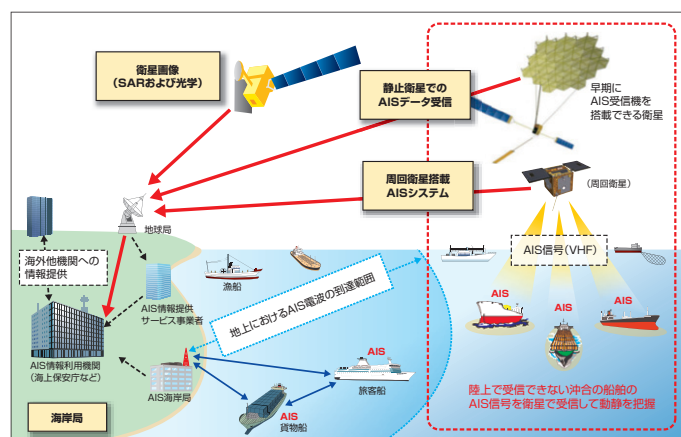 衛星画像
(SARおよび光学)
静止衛星での
AISデータ受信
早期に
AIS受信機を
搭載できる衛星
周回衛星搭載
AISシステム
(周回衛星)
地球局
海外他機関への
情報提供
AIS情報提供
サービス事業者
漁船
地上におけるAIS電波の到達範囲
AIS信号(VHF)
AIS
AIS
AIS
AIS情報利用機関
(海上保安庁など)
AIS海岸局
AIS
旅客船
AIS
貨物船
海岸局
陸上で受信できない沖合の船舶の
AIS信号を衛星で受信して動静を把握